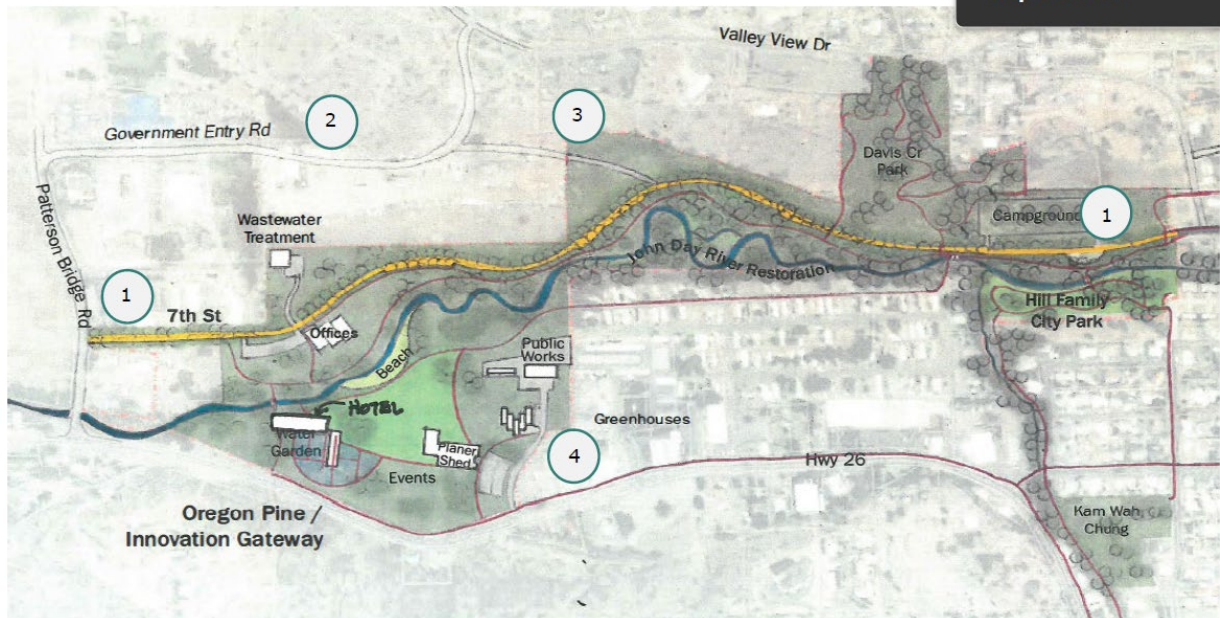 Valley View Dr
3
2
Government Entry Rd
Davis Cr
Park
Patterson Bridge Rd
Wastewater
Treatment
Campground
1
John Day River Restoration
1
7th St
Hill Family
City Park
Offices
Beach
Public
Works
HOTEL
Water
Garden
Greenhouses
Planer
Shed
4
Hwy 26
Events
Oregon Pine /
Innovation Gateway
Kam Wah
Chung